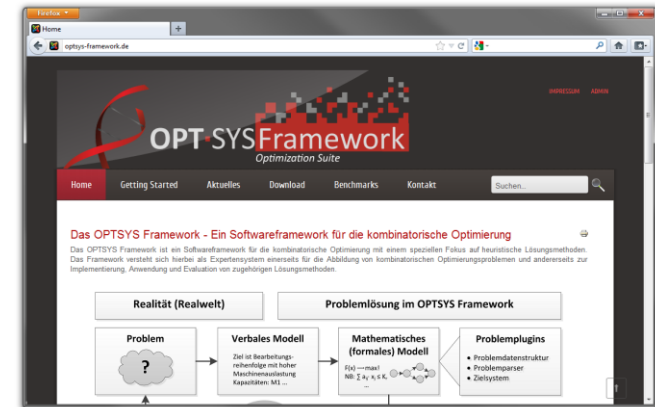 Firefox
Home
optsys-framework.de
IMPRESSUM ADMIN
OPT-SYS Framework
Optimization Suite
Home Getting Started Aktuelles Download Benchmarks Kontakt Suchen..
Das OPTSYS Framework - Ein Softwareframework für die kombinatorische Optimierung
Das OPTSYS Framework ist ein Softwareframework für die kombinatorische Optimierung mit einem speziellen Fokus auf heuristische Lösungsmethoden.
Das Framework versteht sich hierbei als Expertensystem einerseits für die Abbildung von kombinatorischen Optimierungsproblemen und andererseits zur
Implementierung, Anwendung und Evaluation von zugehörigen Lösungsmethoden.
Realität (Realwelt)
Problemlösung im OPTSYS Framework
Problem
?
Verbales Modell
Ziel ist Bearbeitungs-
reihenfolge mit hoher
Maschinenauslastung
Kapazitäten: M1 ...
Mathematisches
(formales) Modell
F(x) → max!
NB: ∑ aᵢⱼ xⱼ ≤ Kᵢ
...
Problemplugins
• Problemdatenstruktur
• Problemparser
• Zielsystem